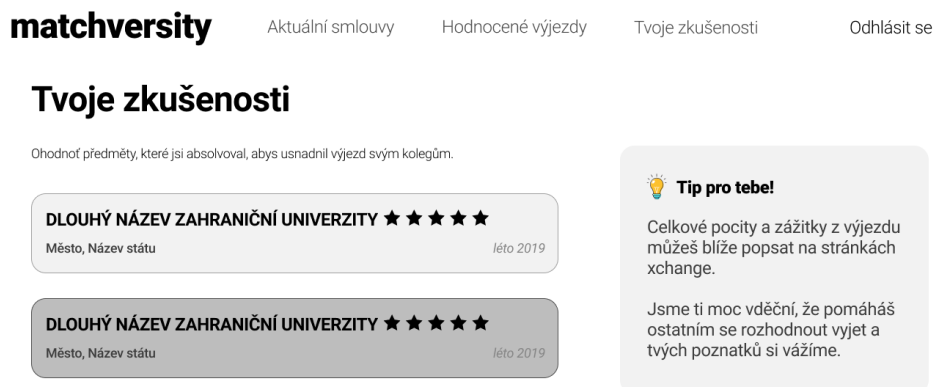 matchversity
Aktuální smlouvy
Hodnocené výjezdy
Tvoje zkušenosti
Odhlásit se
Tvoje zkušenosti
Ohodnoť předměty, které jsi absolvoval, abys usnadnil výjezd svým kolegům.
DLOUHÝ NÁZEV ZAHRANIČNÍ UNIVERZITY ★ ★ ★ ★ ★
Město, Název státu
léto 2019
DLOUHÝ NÁZEV ZAHRANIČNÍ UNIVERZITY ★ ★ ★ ★ ★
Město, Název státu
léto 2019
Tip pro tebe!
Celkové pocity a zážitky z výjezdu
můžeš blíže popsat na stránkách
xchange.
Jsme ti moc vděční, že pomáháš
ostatním se rozhodnout vyjet a
tvých poznatků si vážíme.